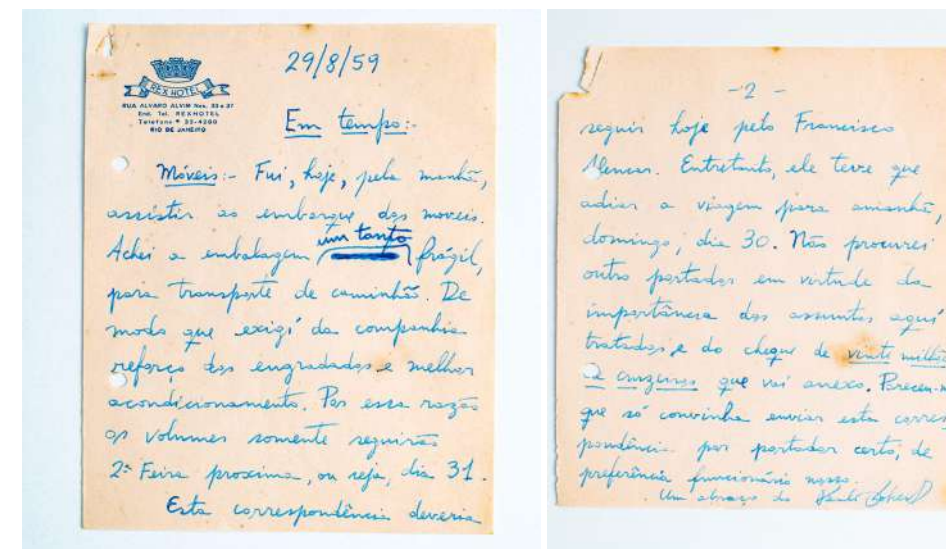 REX HOTEL
RUA ALVARO ALVIM Nos. 33 e 37
End. Tel. REXHOTEL
Telefone * 22-4280
RIO DE JANEIRO
29/8/59
Em tempo:-
Móveis:- Fui, hoje, pela manhã,
assistir ao embarque dos moveis.
Achei a embalagem um tanto frágil,
para transporte de caminhão. De
modo que exigi da companhia
reforço dos engradados e melhor
acondicionamento. Por essa razão
os volumes somente seguirão
2ª Feira proxima, ou seja, dia 31.
Esta correspondência deveria
-2-
seguir hoje pelo Francisco
Alencar. Entretanto, ele teve que
adiar a viagem para amanhã,
domingo, dia 30. Não procurei
outro portador em virtude da
importância dos assuntos aqui
tratados, e do cheque de vinte milhões
de cruzeiros que vai anexo. Pareceu-m
que só convinha enviar esta corres
pondência por portador certo, de
preferência funcionário nosso.
Um abraço do